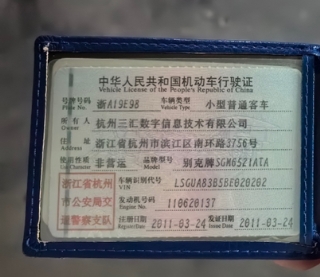 中华人民共和国机动车行驶证
Vehicle License of the People's Republic of China
号牌号码 浙A19E98 车辆类型 小型普通客车
Plate No. Vehicle Type
所有人 杭州三汇数字信息技术有限公司
Owner
住址 浙江省杭州市滨江区南环路3756号
Address
使用性质 非营运 品牌型号 别克牌SGM6521ATA
Use Character Model
浙江省杭州
市公安局交
通警察支队
车辆识别代号 LSGUA83B5BE020202
VIN
发动机号码 110620137
Engine No.
注册日期 2011-03-24 发证日期 2011-03-24
Register Date Issue Date